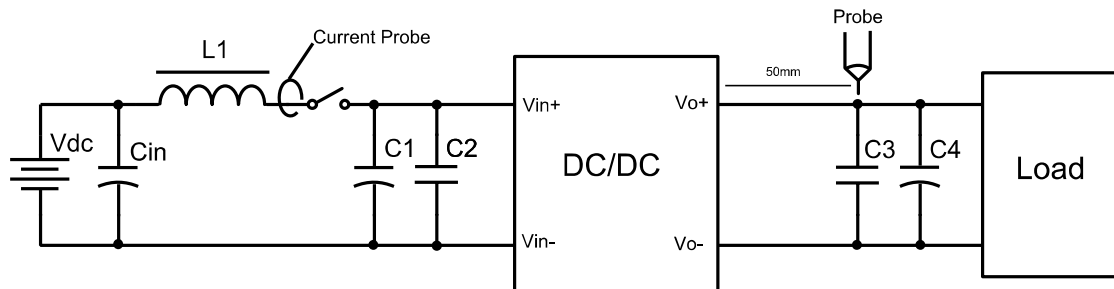 Probe
Current Probe
L1
50mm
Vin+
Vo+
Vdc
Cin
C1
C2
DC/DC
C3
C4
Load
Vin-
Vo-